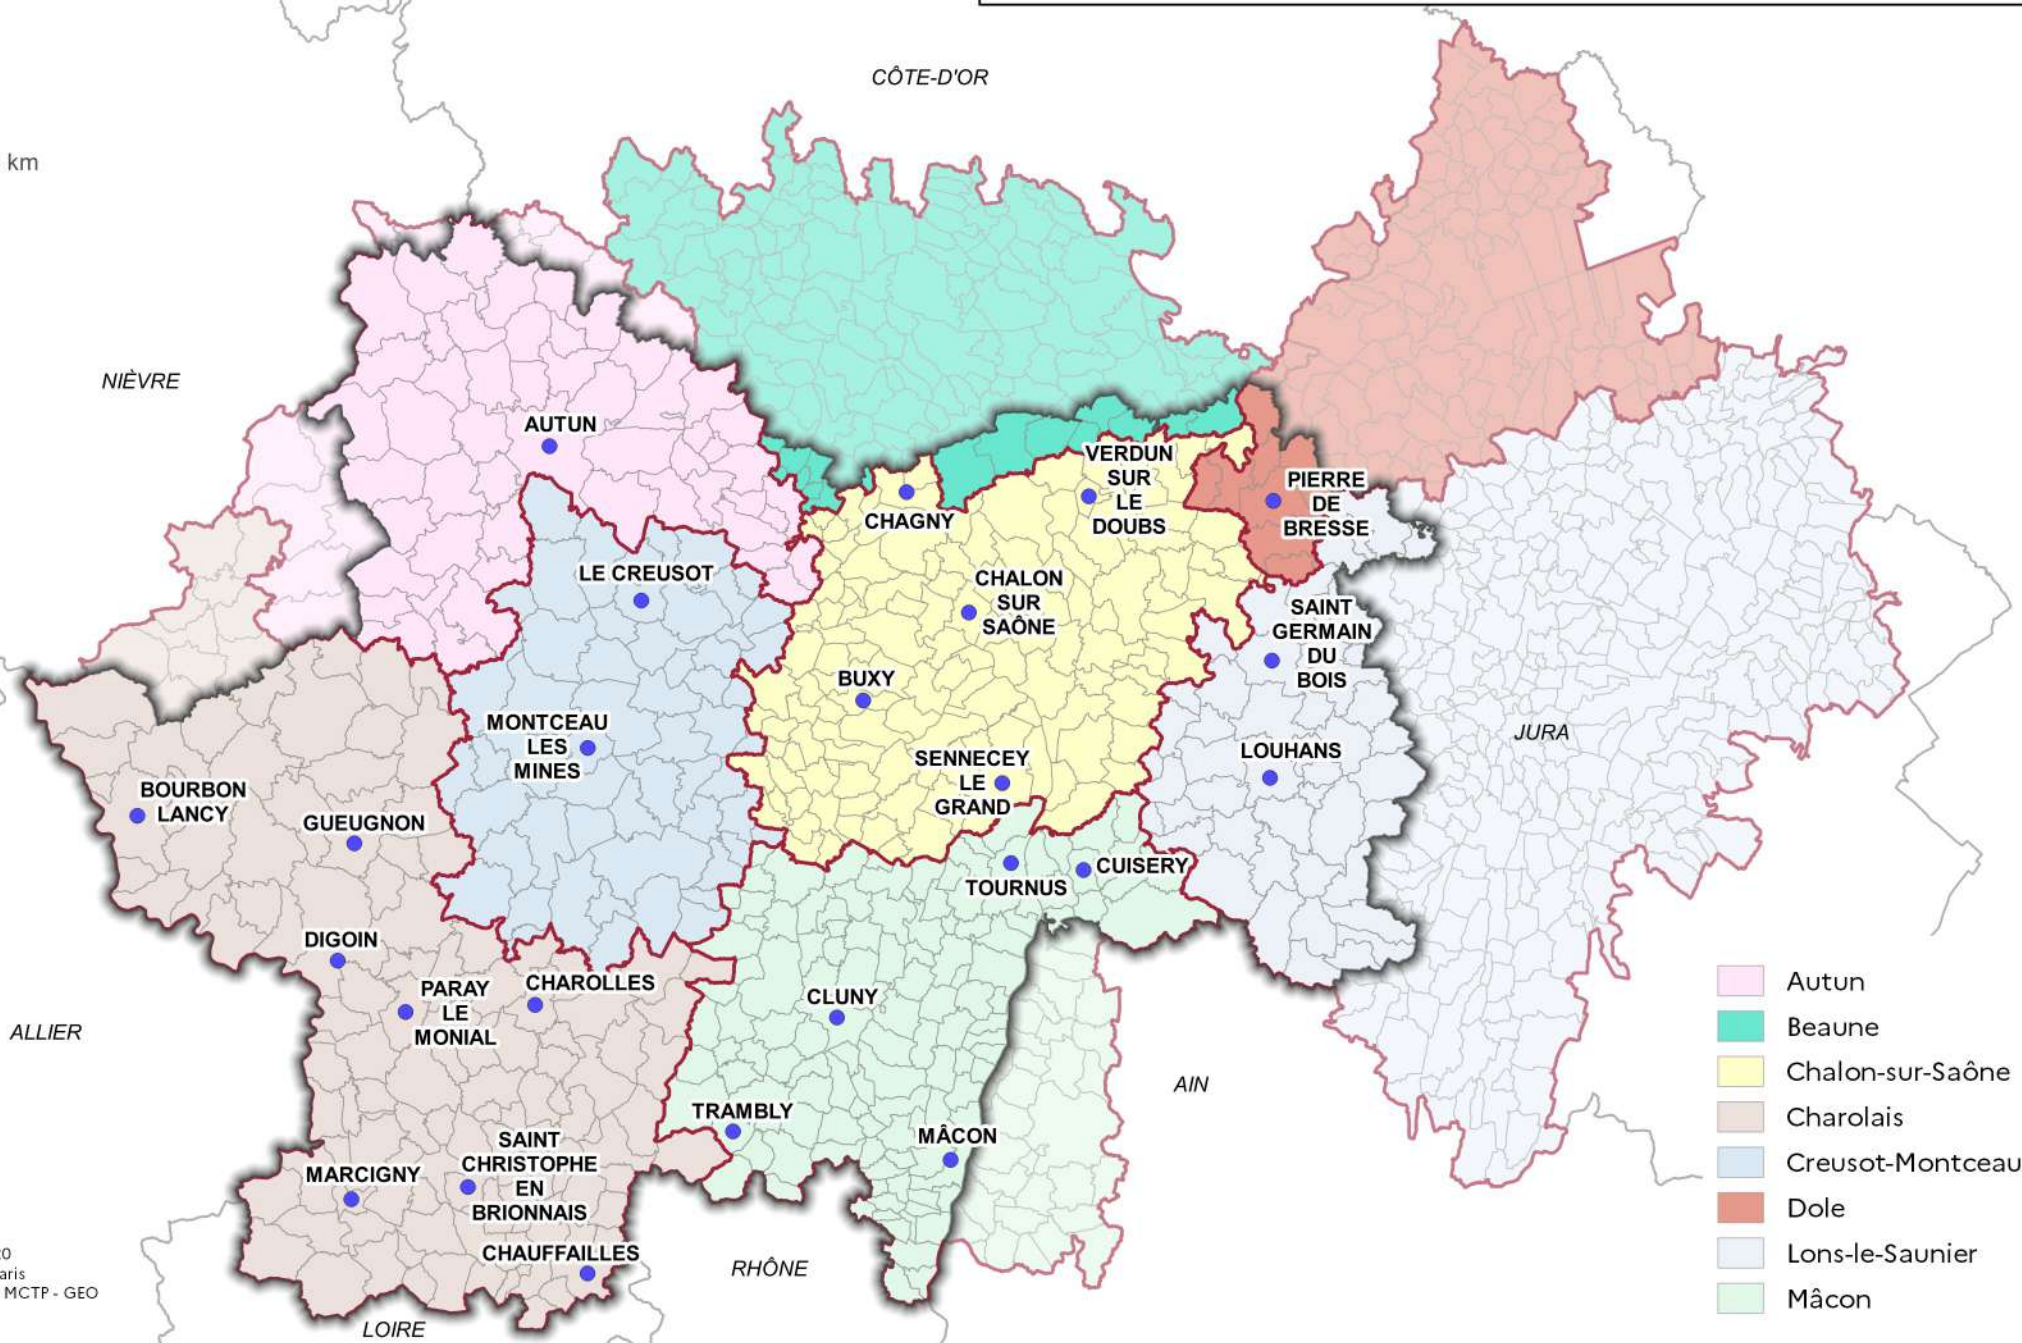 CÔTE-D'OR
km
NIÈVRE
AUTUN
VERDUN
SUR
LE
DOUBS
PIERRE
DE
BRESSE
CHAGNY
LE CREUSOT
CHALON
SUR
SAÔNE
SAINT
GERMAIN
DU
BOIS
BUXY
MONTCEAU
LES
MINES
JURA
LOUHANS
SENNECEY
LE
GRAND
BOURBON
LANCY
GUEUGNON
CUISERY
TOURNUS
DIGOIN
CHAROLLES
PARAY
LE
MONIAL
CLUNY
ALLIER
AIN
TRAMBLY
MÂCON
SAINT
CHRISTOPHE
EN
BRIONNAIS
MARCIGNY
CHAUFFAILLES
RHÔNE
LOIRE
Autun
Beaune
Chalon-sur-Saône
Charolais
Creusot-Montceau
Dole
Lons-le-Saunier
Mâcon
MCTP - GEO